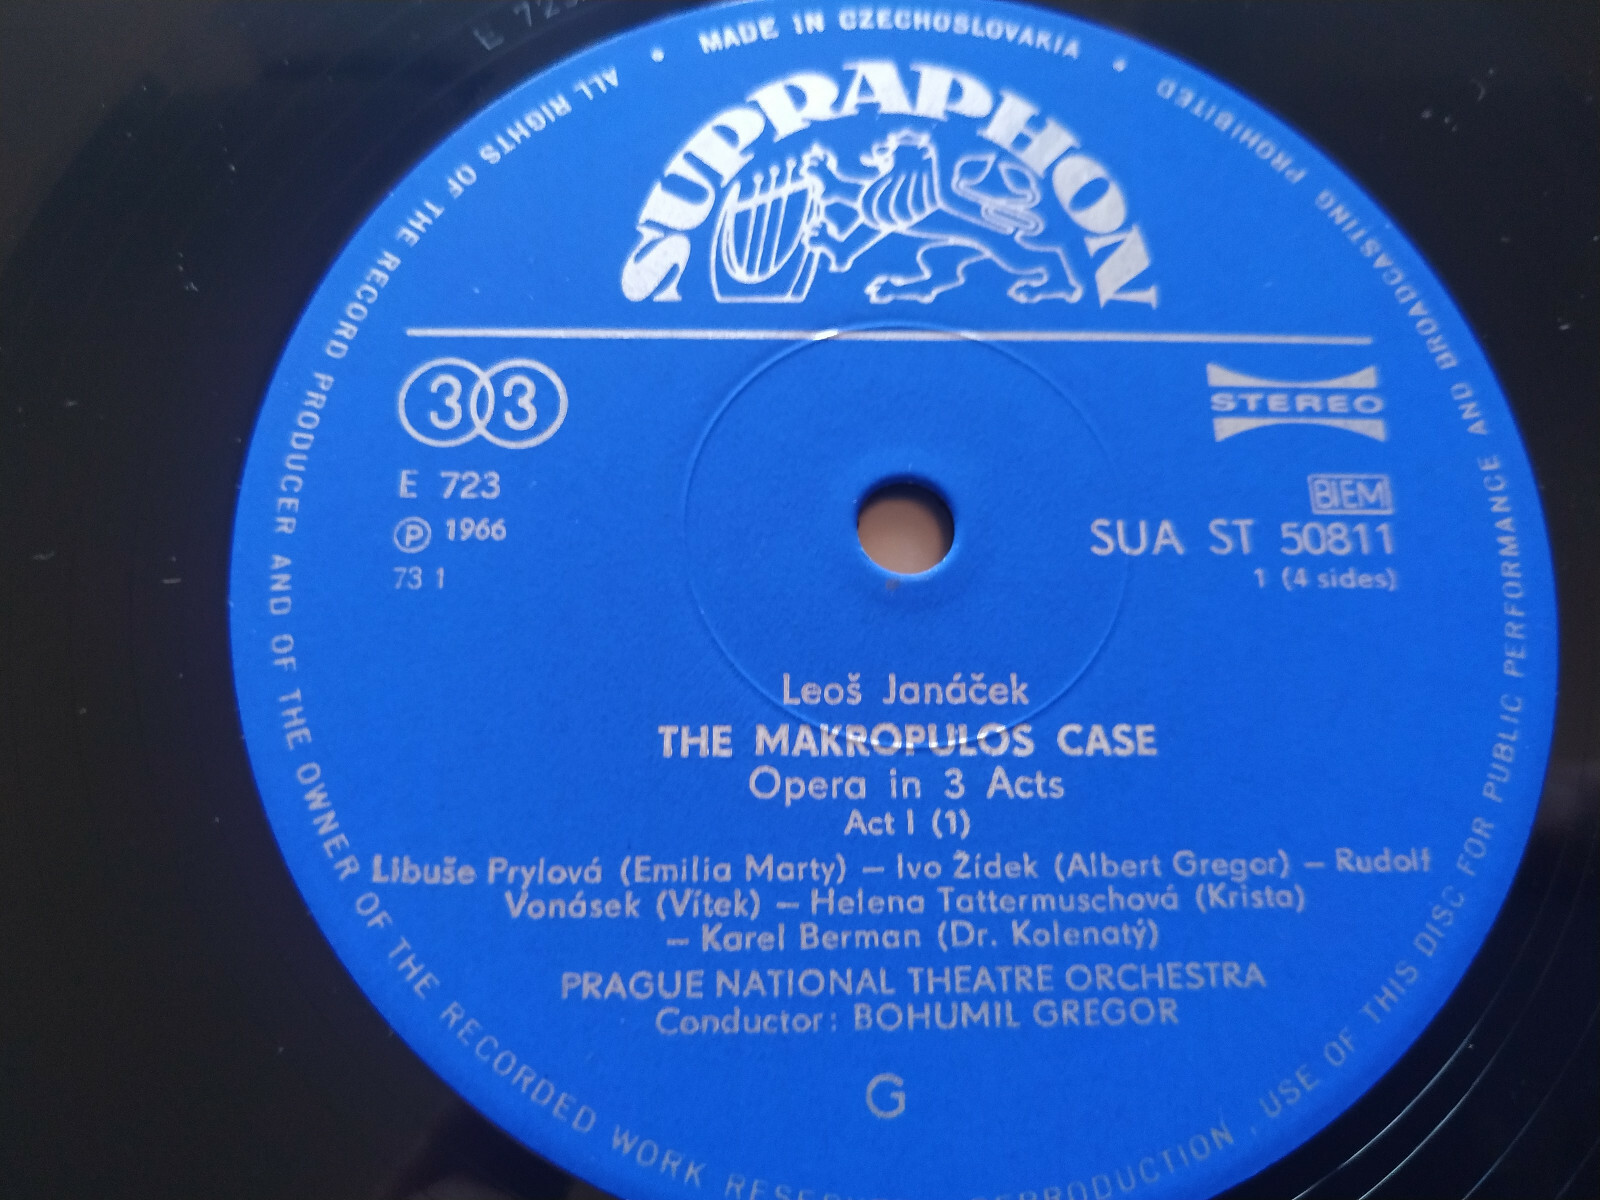 E 723
MADE IN CZECHOSLOVAKIA
ALL RIGHTS OF THE RECORD PRODUCER AND OF THE OWNER OF THE RECORDED WORK
REPRODUCTION, USE OF THIS DISC FOR PUBLIC PERFORMANCE AND BROADCASTING PROHIBITED
SUPRAPHON
33
STEREO
E 723
BIEM
Ⓟ 1966
SUA ST 50811
73 1
1 (4 sides)
Leoš Janáček
THE MAKROPULOS CASE
Opera in 3 Acts
Act I (1)
Libuše Prylová (Emilia Marty) — Ivo Žídek (Albert Gregor) — Rudolf
Vonásek (Vítek) — Helena Tattermuschová (Krista)
— Karel Berman (Dr. Kolenatý)
PRAGUE NATIONAL THEATRE ORCHESTRA
Conductor: BOHUMIL GREGOR
G